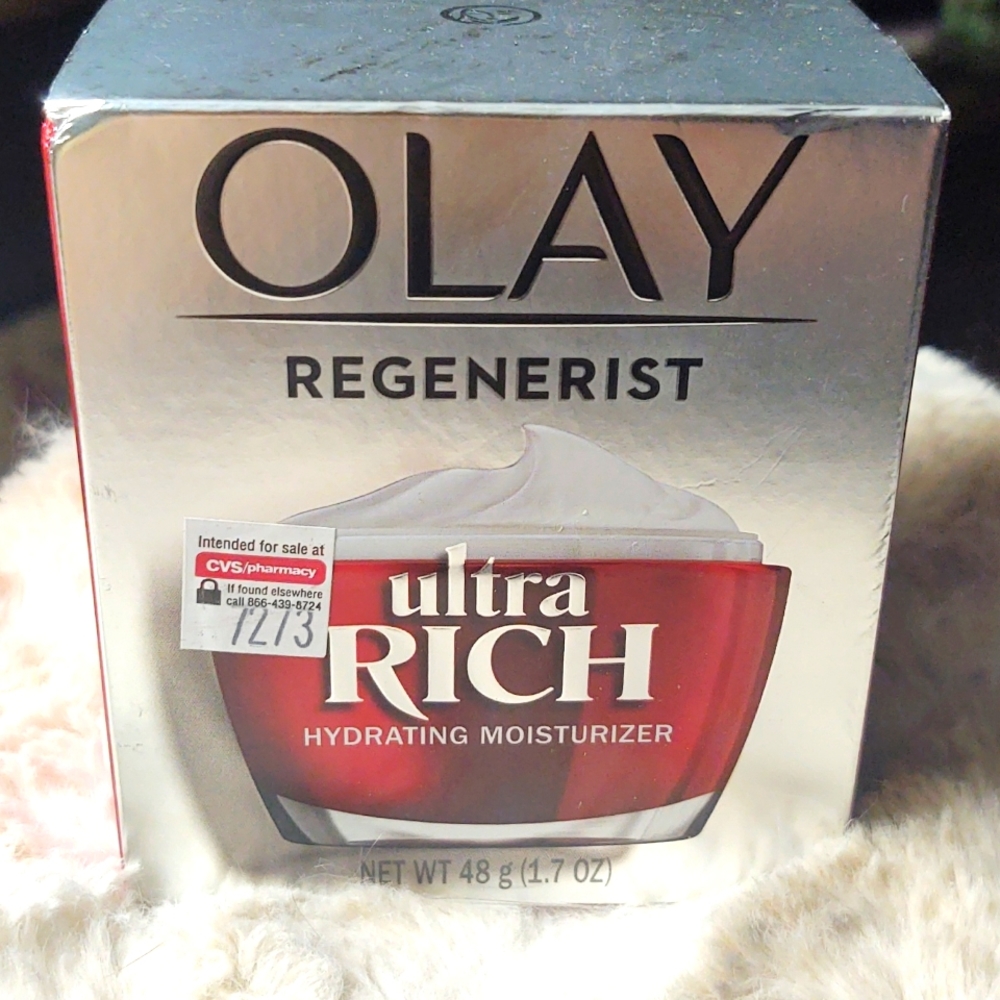 OLAY
REGENERIST
Intended for sale at
CVS/pharmacy
If found elsewhere
call 866-439-8724
7273
ultra
RICH
HYDRATING MOISTURIZER
NET WT 48 g (1.7 OZ)